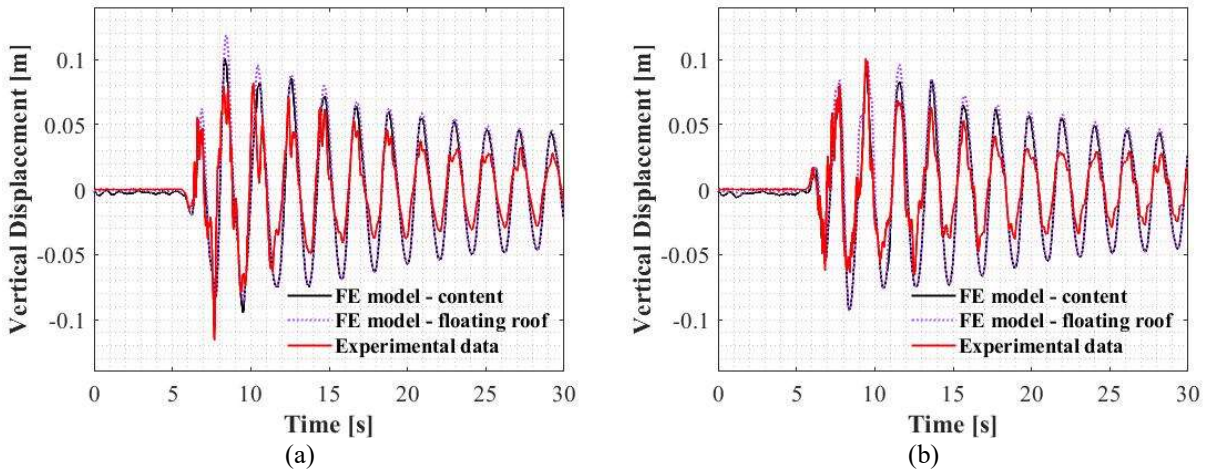 Vertical Displacement [m]
0.1
0.05
0
-0.05
-0.1
FE model - content
FE model - floating roof
Experimental data
0 5 10 15 20 25 30
Time [s]
(a)
Vertical Displacement [m]
0.1
0.05
0
-0.05
-0.1
FE model - content
FE model - floating roof
Experimental data
0 5 10 15 20 25 30
Time [s]
(b)